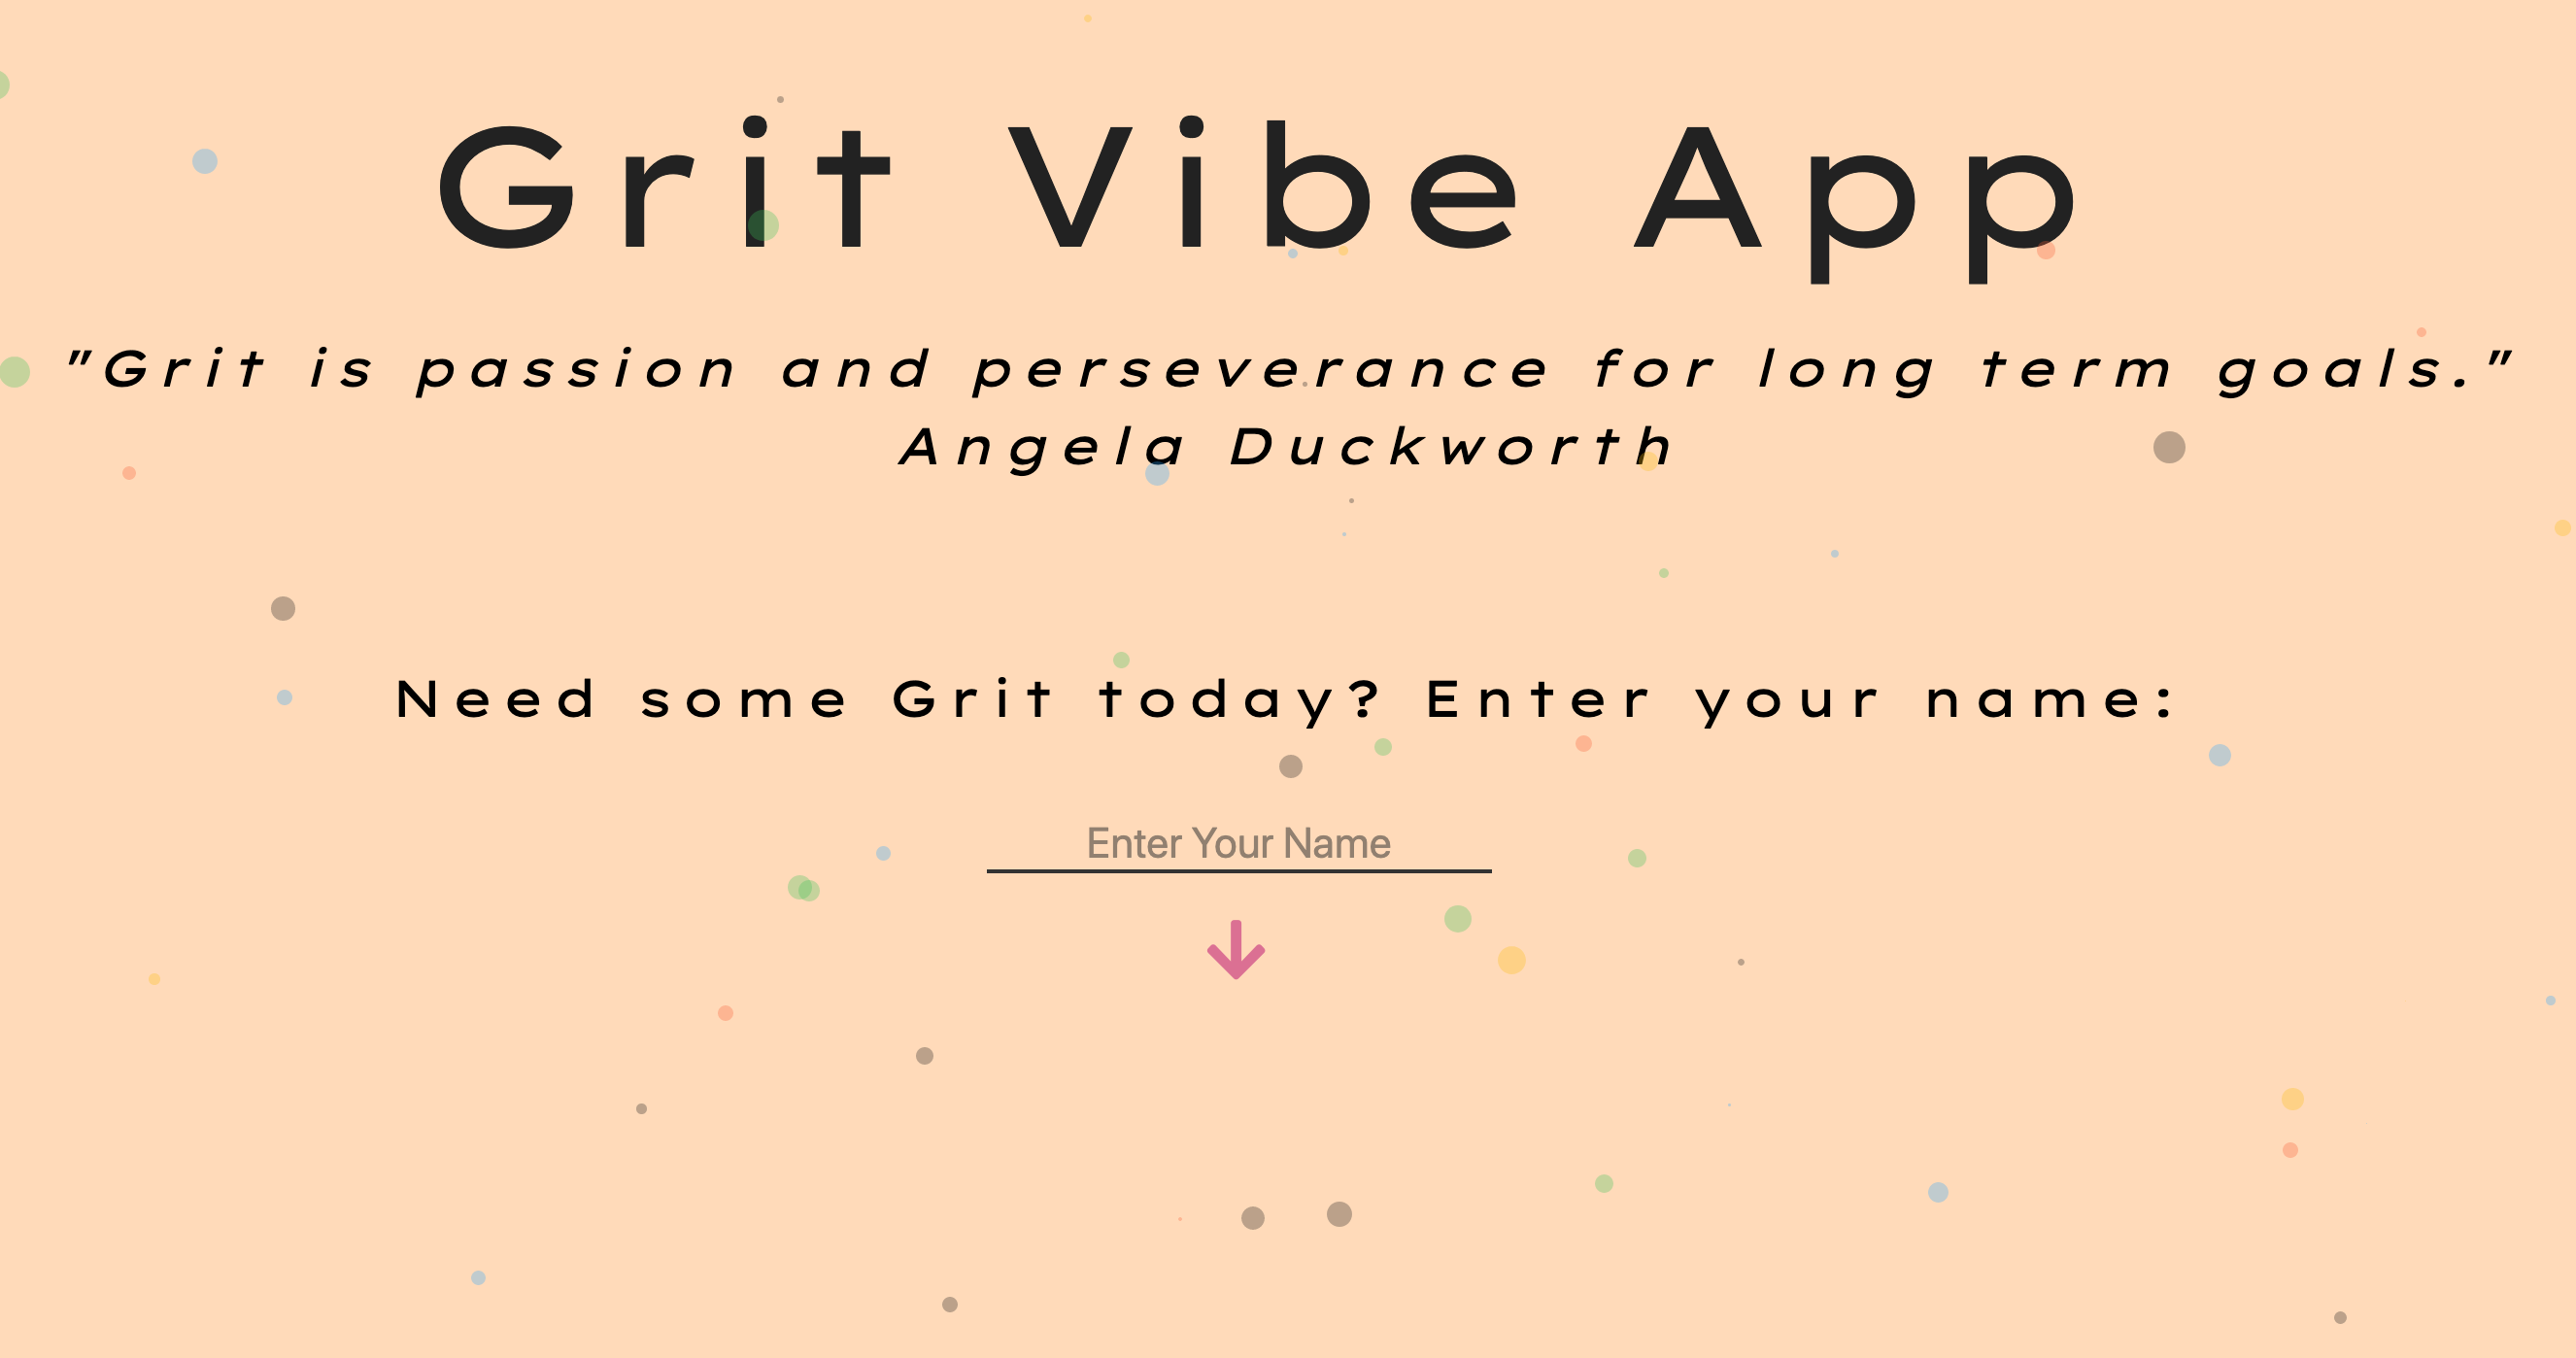 Grit Vibe App
"Grit is passion and perseverance for long term goals."
Angela Duckworth
Need some Grit today? Enter your name:
Enter Your Name